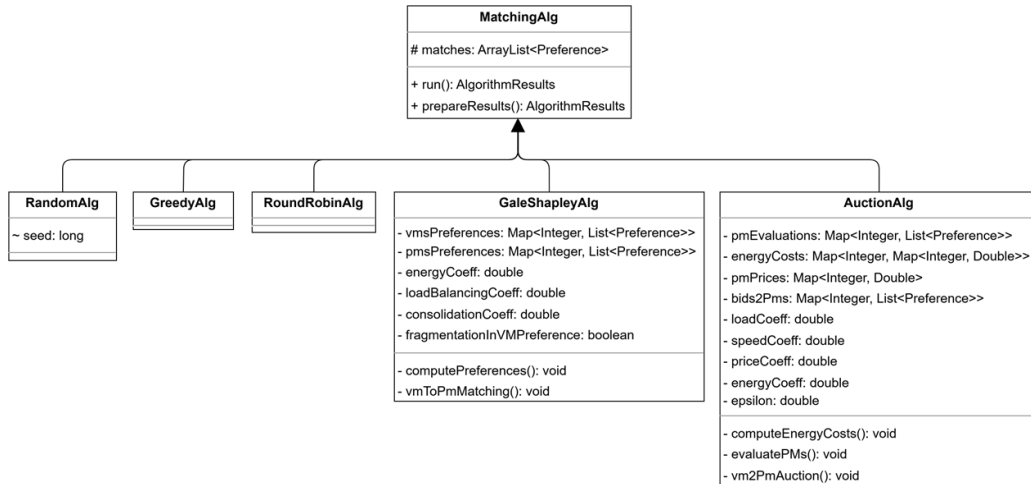 MatchingAlg
# matches: ArrayList<Preference>
+ run(): AlgorithmResults
+ prepareResults(): AlgorithmResults
RandomAlg
~ seed: long
GreedyAlg
RoundRobinAlg
GaleShapleyAlg
- vmsPreferences: Map<Integer, List<Preference>>
- pmsPreferences: Map<Integer, List<Preference>>
- energyCoeff: double
- loadBalancingCoeff: double
- consolidationCoeff: double
- fragmentationInVMPreference: boolean
- computePreferences(): void
- vmToPmMatching(): void
AuctionAlg
- pmEvaluations: Map<Integer, List<Preference>>
- energyCosts: Map<Integer, Map<Integer, Double>>
- pmPrices: Map<Integer, Double>
- bids2Pms: Map<Integer, List<Preference>>
- loadCoeff: double
- speedCoeff: double
- priceCoeff: double
- energyCoeff: double
- epsilon: double
- computeEnergyCosts(): void
- evaluatePMs(): void
- vm2PmAuction(): void